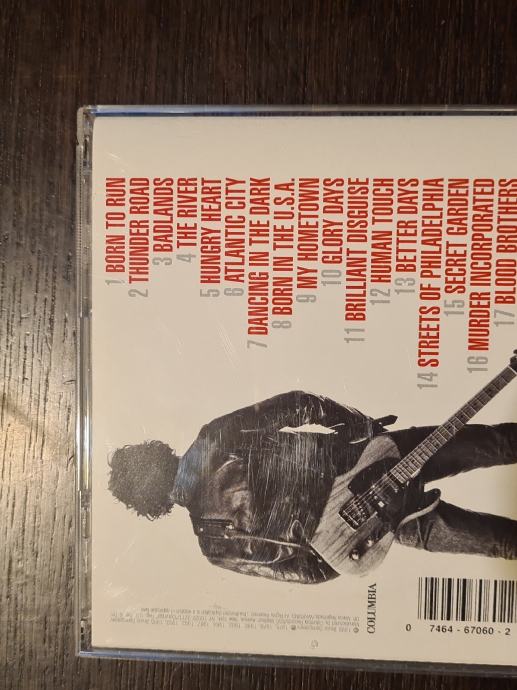 1 BORN TO RUN
2 THUNDER ROAD
3 BADLANDS
4 THE RIVER
5 HUNGRY HEART
6 ATLANTIC CITY
7 DANCING IN THE DARK
8 BORN IN THE U.S.A.
9 MY HOMETOWN
10 GLORY DAYS
11 BRILLIANT DISGUISE
12 HUMAN TOUCH
13 BETTER DAYS
14 STREETS OF PHILADELPHIA
15 SECRET GARDEN
16 MURDER INCORPORATED
17 BLOOD BROTHERS
COLUMBIA
0 7464-67060-2